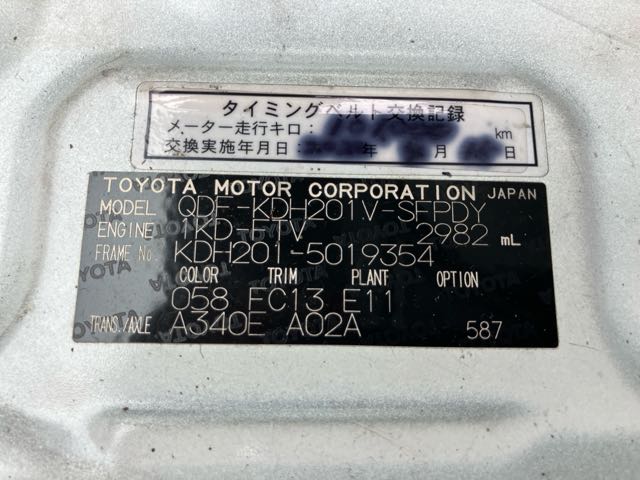 タイミングベルト交換記録
メーター走行キロ: km
交換実施年月日: 年 月 日
TOYOTA MOTOR CORPORATION JAPAN
MODEL QDF-KDH201V-SFPDY
ENGINE 1KD-FTV 2982 mL
FRAME No. KDH201-5019354
COLOR TRIM PLANT OPTION
058 FC13 E11
TRANS./AXLE A340E A02A 587